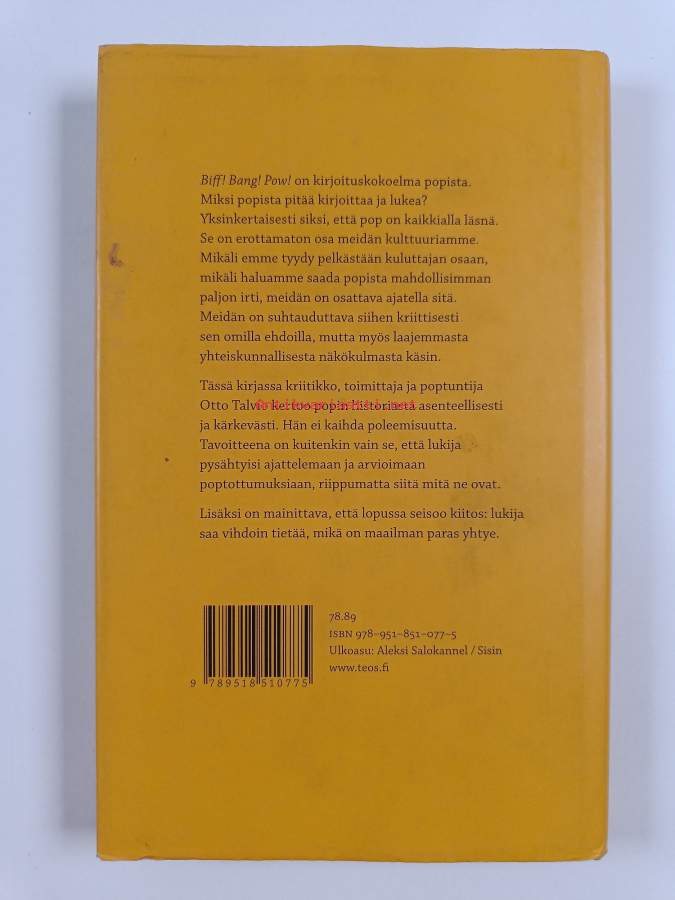 Biff! Bang! Pow! on kirjoituskokoelma popista.
Miksi popista pitää kirjoittaa ja lukea?
Yksinkertaisesti siksi, että pop on kaikkialla läsnä.
Se on erottamaton osa meidän kulttuuriamme.
Mikäli emme tyydy pelkästään kuluttajan osaan,
mikäli haluamme saada popista mahdollisimman
paljon irti, meidän on osattava ajatella sitä.
Meidän on suhtauduttava siihen kriittisesti
sen omilla ehdoilla, mutta myös laajemmasta
yhteiskunnallisesta näkökulmasta käsin.
Tässä kirjassa kriitikko, toimittaja ja poptuntija
Otto Talvio kertoo popin historiasta asenteellisesti
Antikvariaatti.net
ja kärkevästi. Hän ei kaihda poleemisuutta.
Tavoitteena on kuitenkin vain se, että lukija
pysähtyisi ajattelemaan ja arvioimaan
poptottumuksiaan, riippumatta siitä mitä ne ovat.
Lisäksi on mainittava, että lopussa seisoo kiitos: lukija
saa vihdoin tietää, mikä on maailman paras yhtye.
78.89
ISBN 978-951-851-077-5
Ulkoasu: Aleksi Salokannel / Sisin
www.teos.fi
9 789518 510775